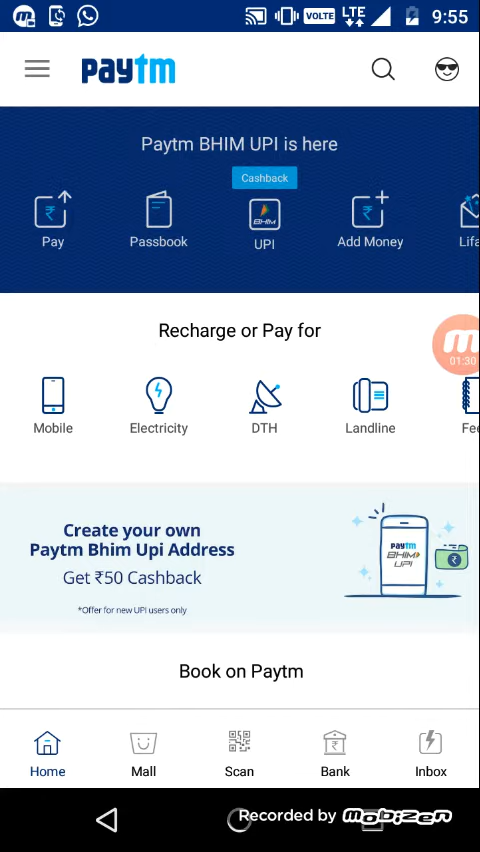 VOLTE LTE 9:55
paytm
Paytm BHIM UPI is here
Cashback
₹ Pay
Passbook
BHIM UPI
₹ Add Money
Lifa
Recharge or Pay for
01:30
Mobile
Electricity
DTH
Landline
Fee
Create your own
Paytm Bhim Upi Address
Get ₹50 Cashback
*Offer for new UPI users only
paytm
BHIM
UPI
₹
Book on Paytm
Home
Mall
Scan
₹ Bank
Inbox
Recorded by Mobizen